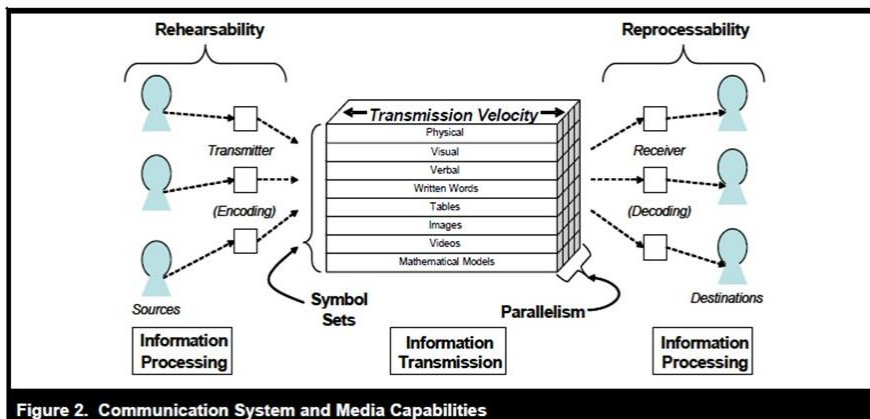 Rehearsability
Reprocessability
Transmission Velocity
Physical
Visual
Verbal
Written Words
Tables
Images
Videos
Mathematical Models
Transmitter
(Encoding)
Sources
Receiver
(Decoding)
Destinations
Symbol
Sets
Parallelism
Information
Processing
Information
Transmission
Information
Processing
Figure 2. Communication System and Media Capabilities